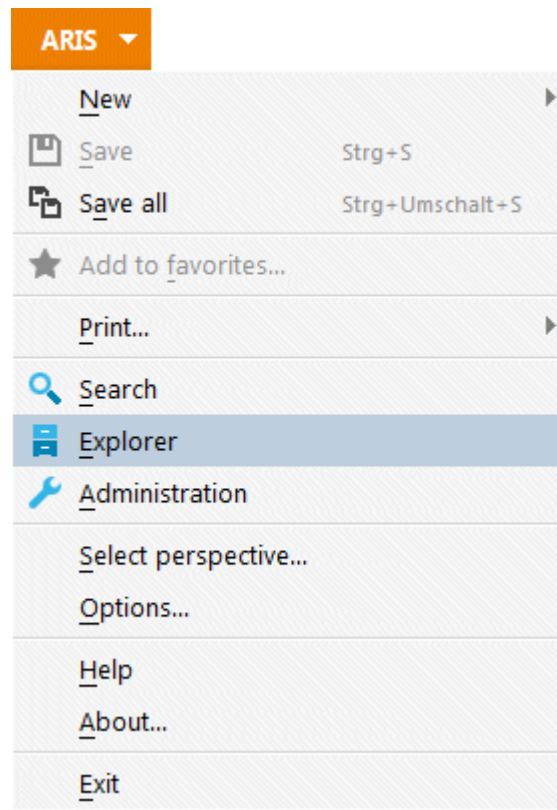 ARIS
New
Save Strg+S
Save all Strg+Umschalt+S
Add to favorites...
Print...
Search
Explorer
Administration
Select perspective...
Options...
Help
About...
Exit